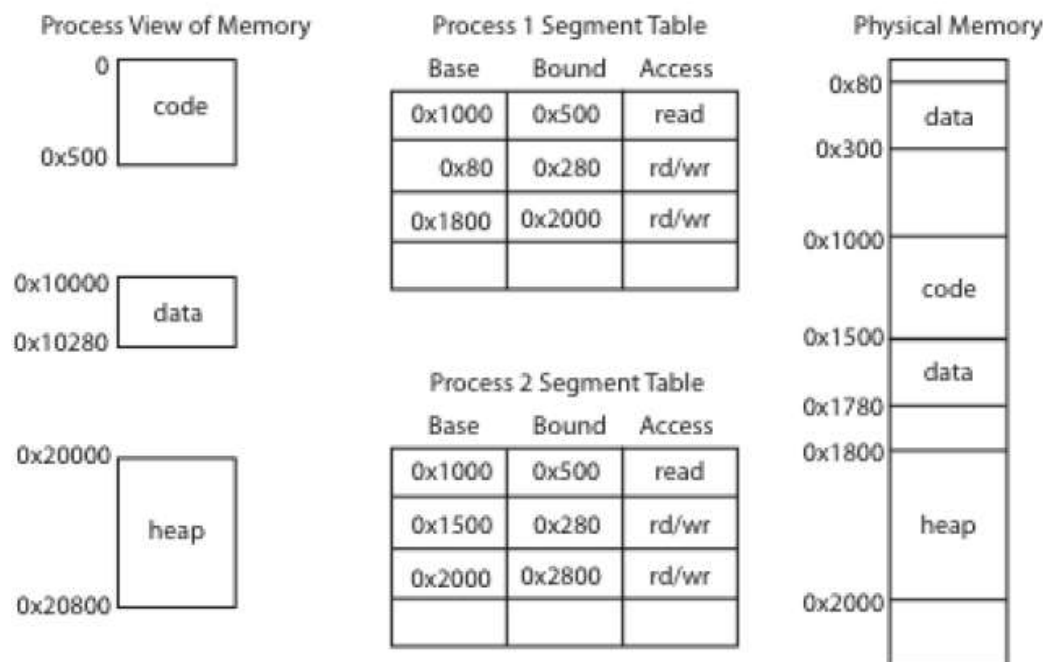 Process View of Memory
0
code
0x500
0x10000
data
0x10280
0x20000
heap
0x20800
Process 1 Segment Table
Base Bound Access
0x1000 0x500 read
0x80 0x280 rd/wr
0x1800 0x2000 rd/wr
Process 2 Segment Table
Base Bound Access
0x1000 0x500 read
0x1500 0x280 rd/wr
0x2000 0x2800 rd/wr
Physical Memory
0x80
data
0x300
0x1000
code
0x1500
data
0x1780
0x1800
heap
0x2000